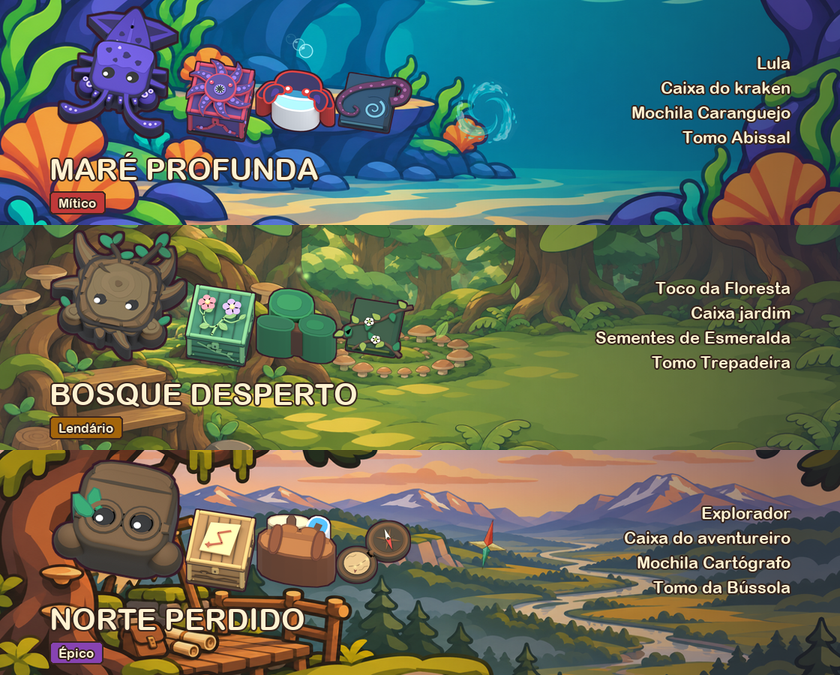 Lula
Caixa do kraken
Mochila Caranguejo
Tomo Abissal
MARÉ PROFUNDA
Mítico
Toco da Floresta
Caixa jardim
Sementes de Esmeralda
Tomo Trepadeira
BOSQUE DESPERTO
Lendário
Explorador
Caixa do aventureiro
Mochila Cartógrafo
Tomo da Bússola
NORTE PERDIDO
Épico